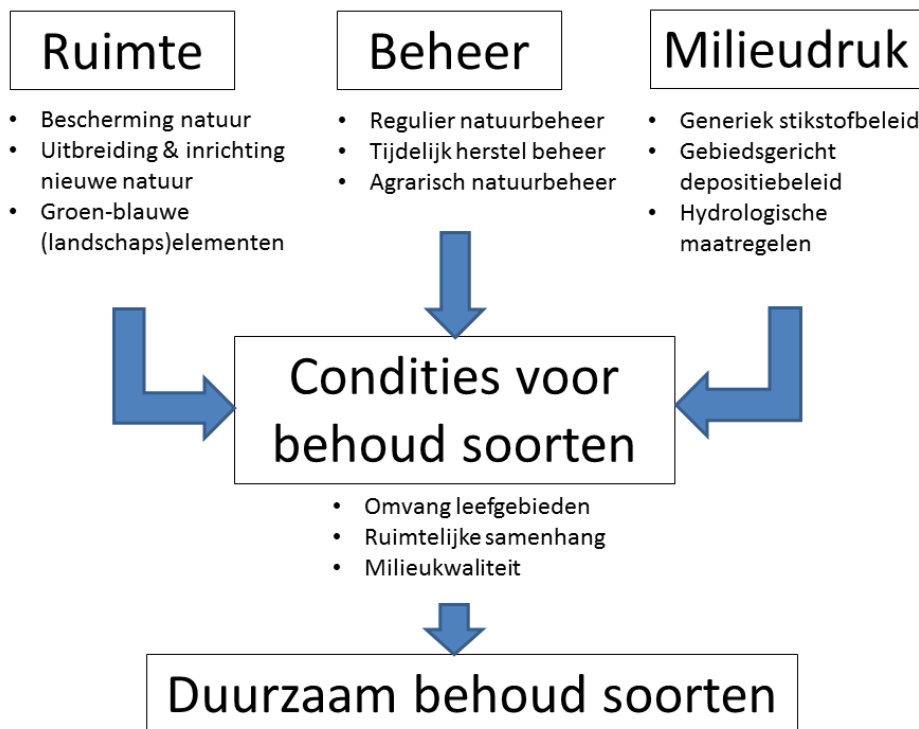 Ruimte
• Bescherming natuur
• Uitbreiding & inrichting
nieuwe natuur
• Groen-blauwe
(landschaps)elementen
Beheer
• Regulier natuurbeheer
• Tijdelijk herstel beheer
• Agrarisch natuurbeheer
Milieudruk
• Generiek stikstofbeleid
• Gebiedsgericht
depositiebeleid
• Hydrologische
maatregelen
Condities voor
behoud soorten
• Omvang leefgebieden
• Ruimtelijke samenhang
• Milieukwaliteit
Duurzaam behoud soorten